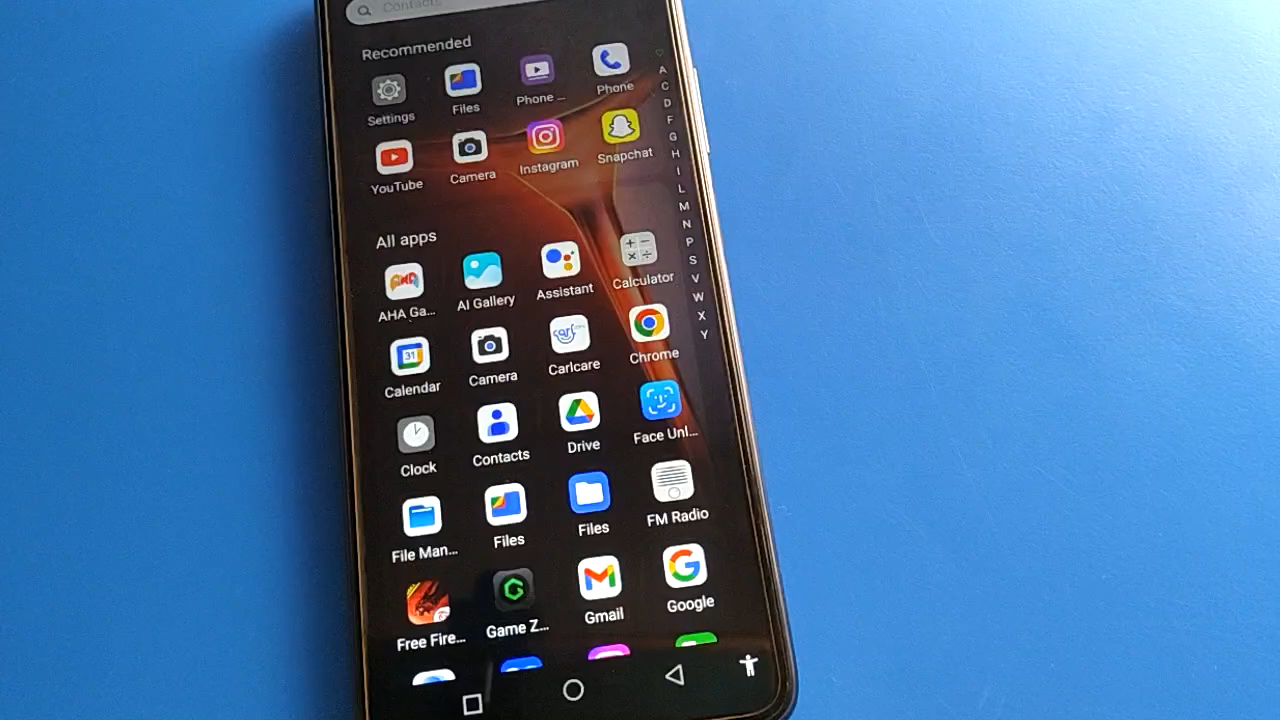 Contacts
Recommended
Settings Files Phone ... Phone
YouTube Camera Instagram Snapchat
All apps
AHA Ga... AI Gallery Assistant Calculator
31
Calendar Camera Carlcare Chrome
Clock Contacts Drive Face Unl...
File Man... Files Files FM Radio
Free Fire... Game Z... Gmail Google
A
C
D
F
G
H
I
L
M
N
P
S
V
W
X
Y